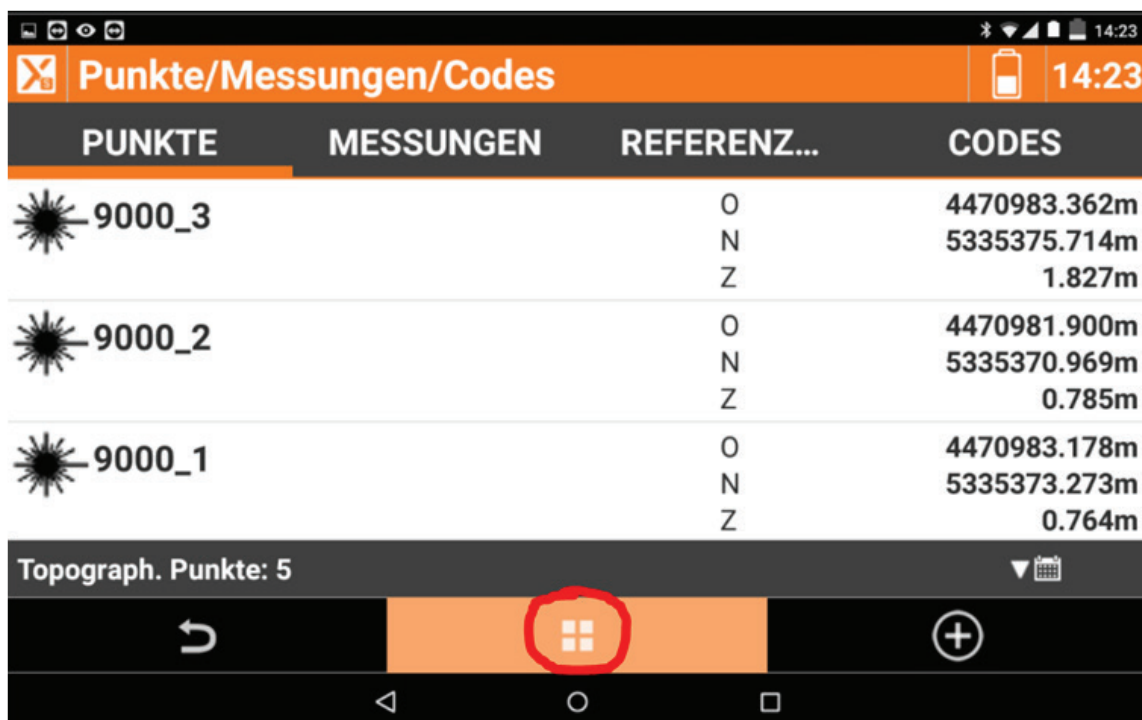 14:23
Punkte/Messungen/Codes 14:23
PUNKTE MESSUNGEN REFERENZ... CODES
9000_3 O 4470983.362m
N 5335375.714m
Z 1.827m
9000_2 O 4470981.900m
N 5335370.969m
Z 0.785m
9000_1 O 4470983.178m
N 5335373.273m
Z 0.764m
Topograph. Punkte: 5